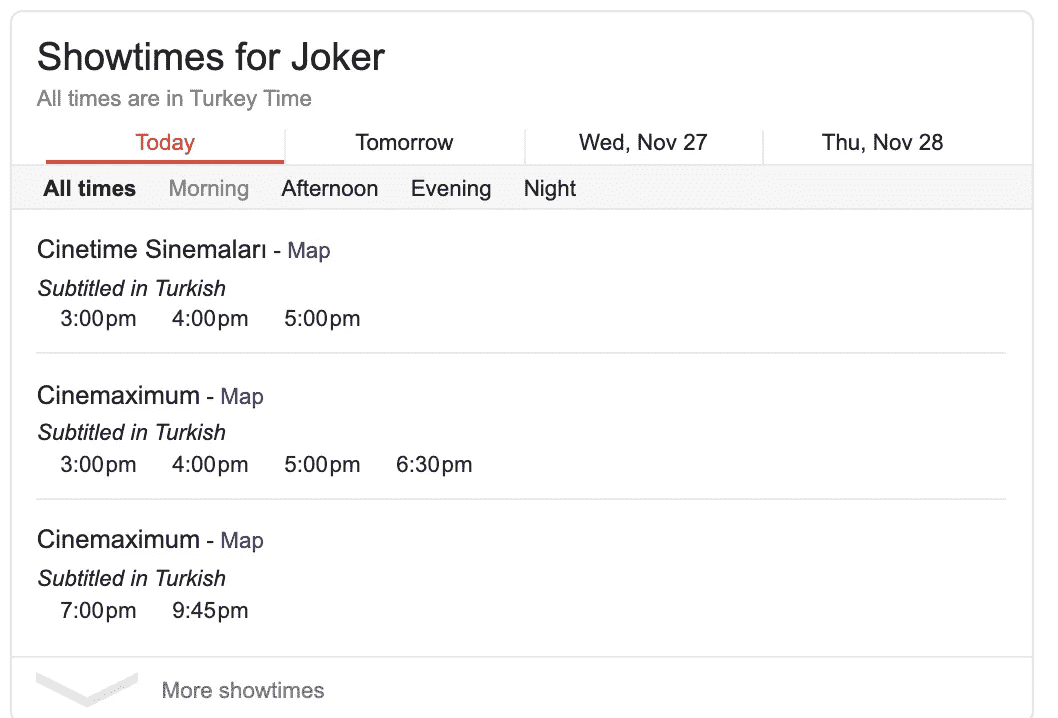 Showtimes for Joker
All times are in Turkey Time
Today Tomorrow Wed, Nov 27 Thu, Nov 28
All times Morning Afternoon Evening Night
Cinetime Sinemaları - Map
Subtitled in Turkish
3:00pm 4:00pm 5:00pm
Cinemaximum - Map
Subtitled in Turkish
3:00pm 4:00pm 5:00pm 6:30pm
Cinemaximum - Map
Subtitled in Turkish
7:00pm 9:45pm
More showtimes